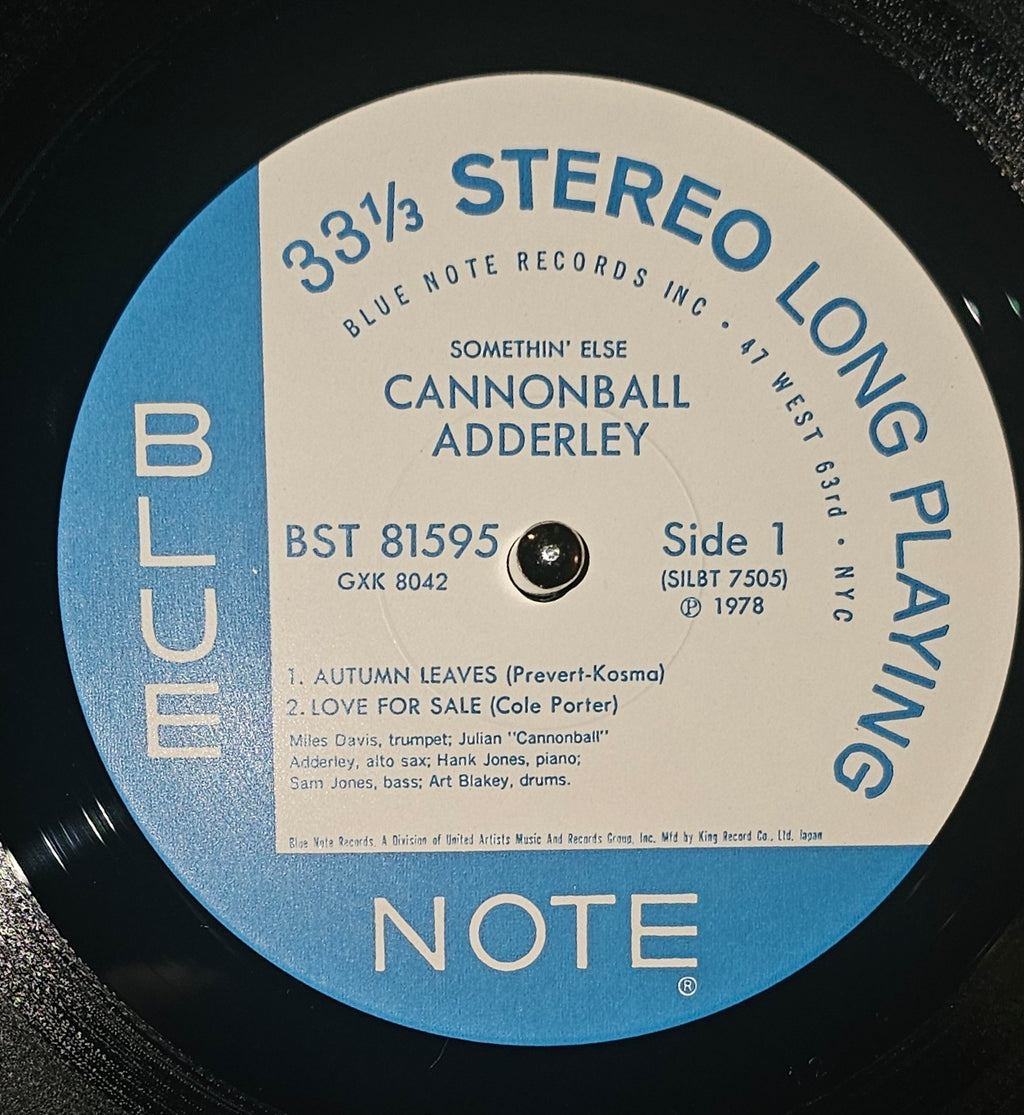 33⅓ STEREO LONG PLAYING
BLUE NOTE RECORDS INC • 47 WEST 63rd • NYC
SOMETHIN' ELSE
CANNONBALL
ADDERLEY
BST 81595
GXK 8042
Side 1
(SILBT 7505)
Ⓟ 1978
1. AUTUMN LEAVES (Prevert-Kosma)
2. LOVE FOR SALE (Cole Porter)
Miles Davis, trumpet; Julian "Cannonball"
Adderley, alto sax; Hank Jones, piano;
Sam Jones, bass; Art Blakey, drums.
Blue Note Records. A Division of United Artists Music And Records Group, Inc. Mfd by King Record Co., Ltd. Japan
BLUE
NOTE
®